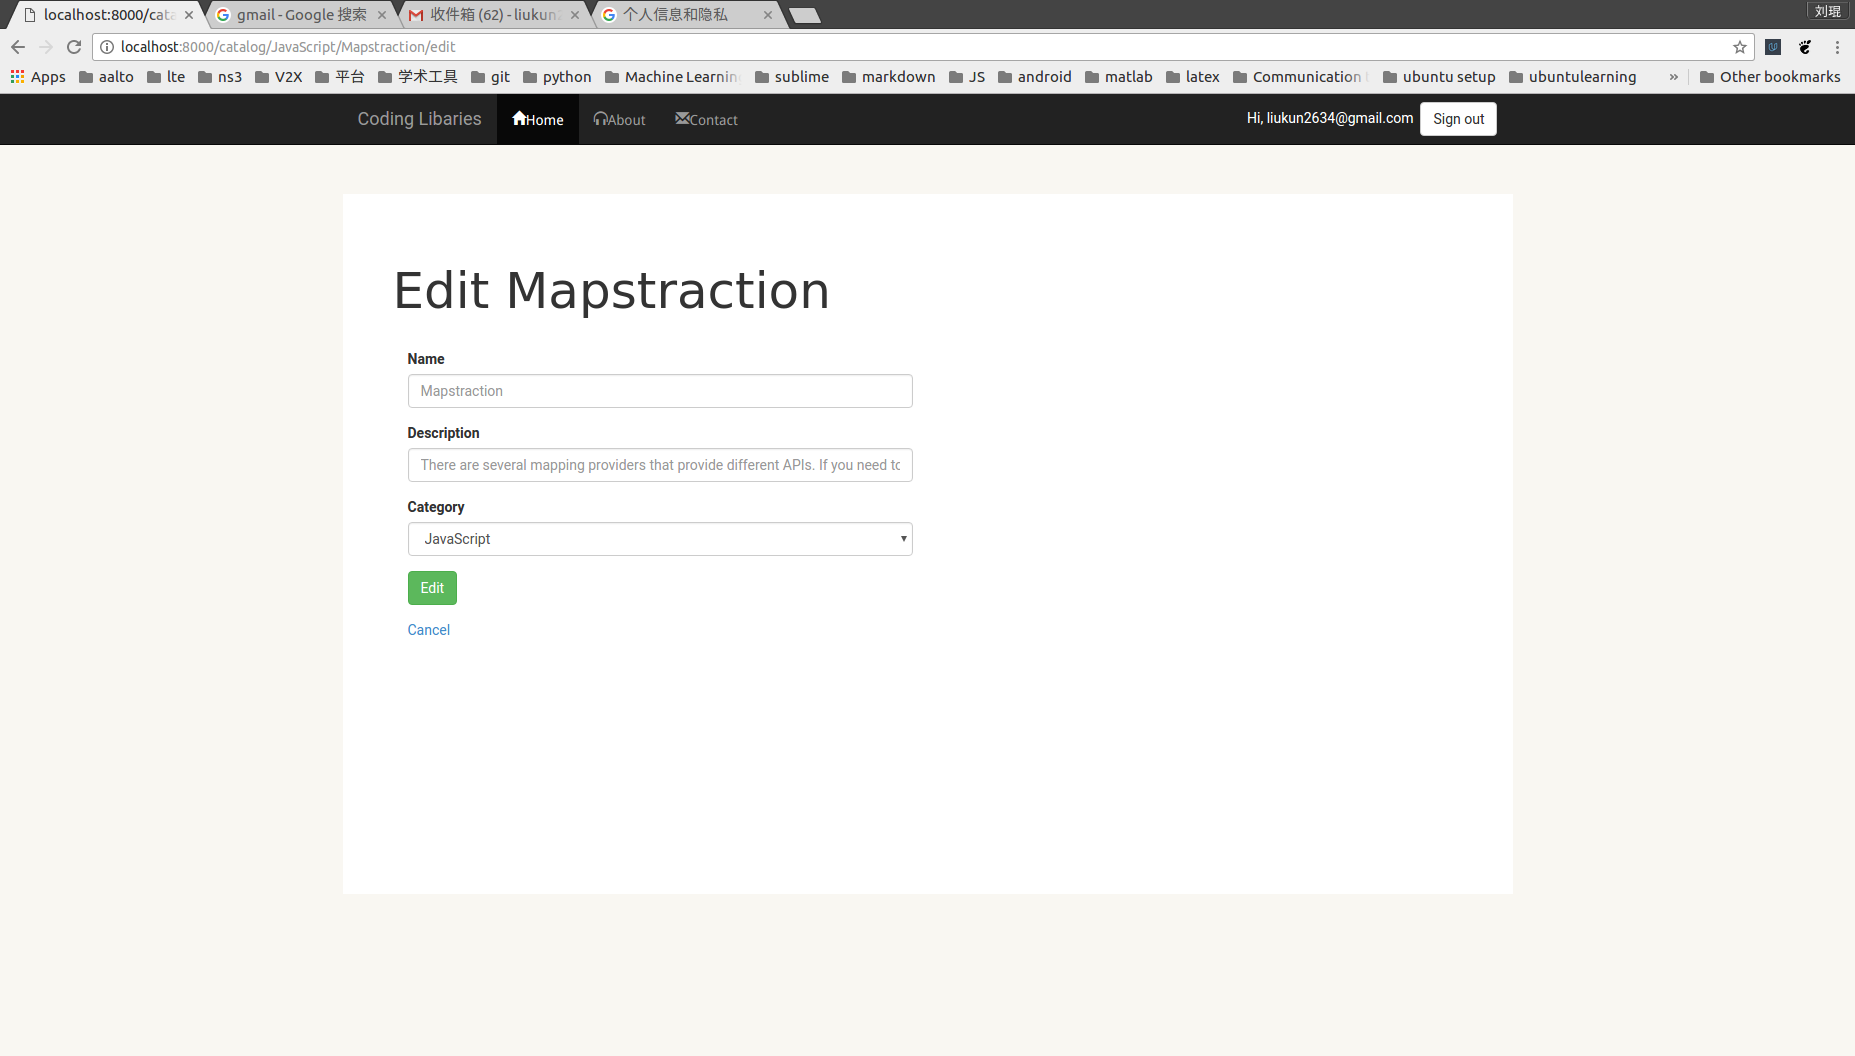 localhost:8000/cata
gmail - Google 搜索
收件箱 (62) - liukun2
个人信息和隐私
刘琨
localhost:8000/catalog/JavaScript/Mapstraction/edit
Apps aalto lte ns3 V2X 平台 学术工具 git python Machine Learning sublime markdown JS android matlab latex Communication ubuntu setup ubuntulearning » Other bookmarks
Coding Libaries Home About Contact Hi, liukun2634@gmail.com Sign out
Edit Mapstraction
Name
Mapstraction
Description
There are several mapping providers that provide different APIs. If you need to
Category
JavaScript
Edit
Cancel